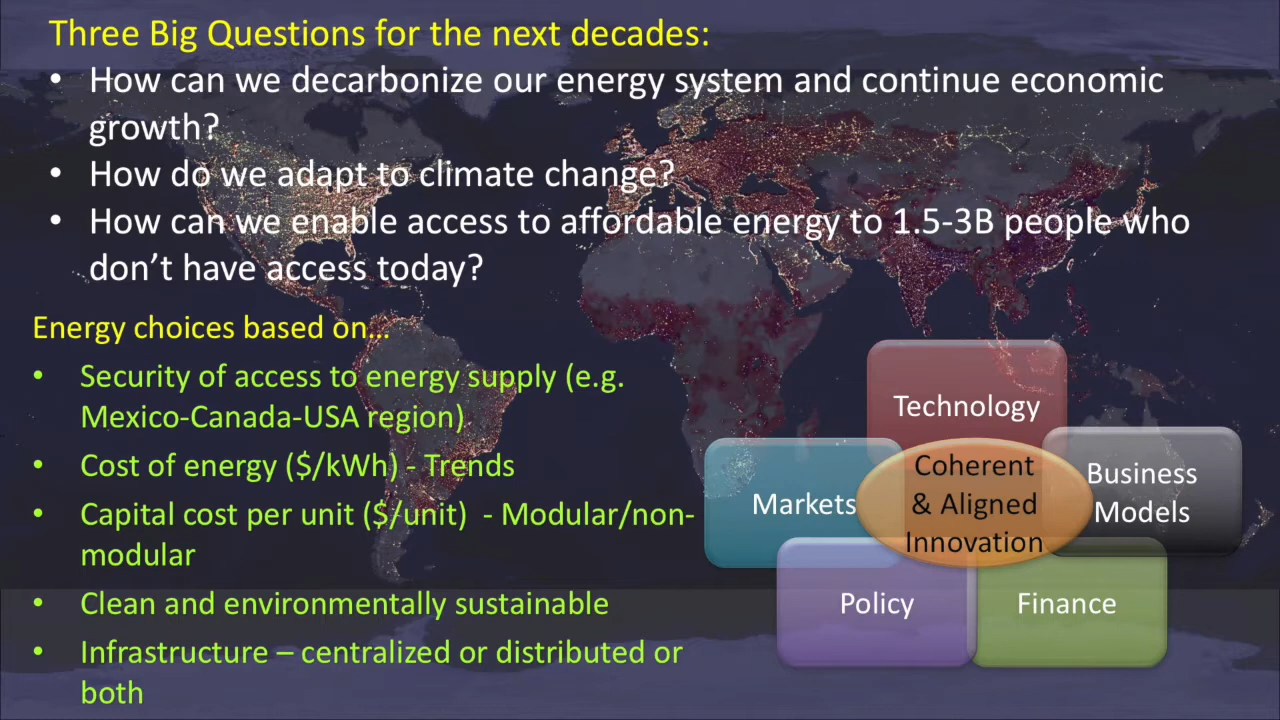 Three Big Questions for the next decades:
• How can we decarbonize our energy system and continue economic
growth?
• How do we adapt to climate change?
• How can we enable access to affordable energy to 1.5-3B people who
don't have access today?
Energy choices based on…
• Security of access to energy supply (e.g.
Mexico-Canada-USA region)
• Cost of energy ($/kWh) - Trends
• Capital cost per unit ($/unit)  - Modular/non-
modular
• Clean and environmentally sustainable
• Infrastructure – centralized or distributed or
both
Technology
Markets
Coherent
& Aligned
Innovation
Business
Models
Policy
Finance